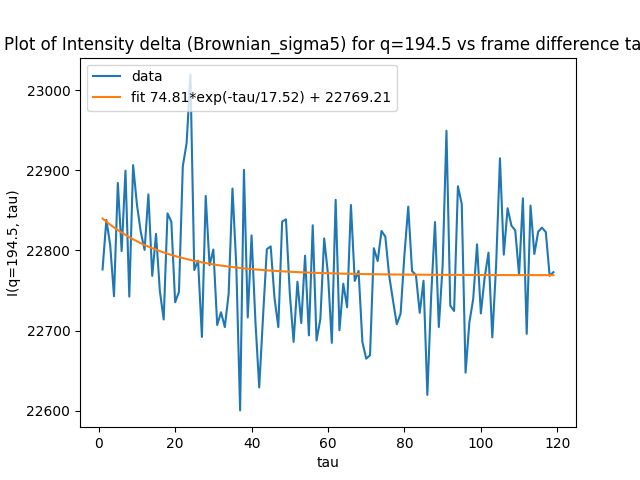 Plot of Intensity delta (Brownian_sigma5) for q=194.5 vs frame difference ta
data
fit 74.81*exp(-tau/17.52) + 22769.21
23000
22900
22800
22700
22600
I(q=194.5, tau)
0 20 40 60 80 100 120
tau